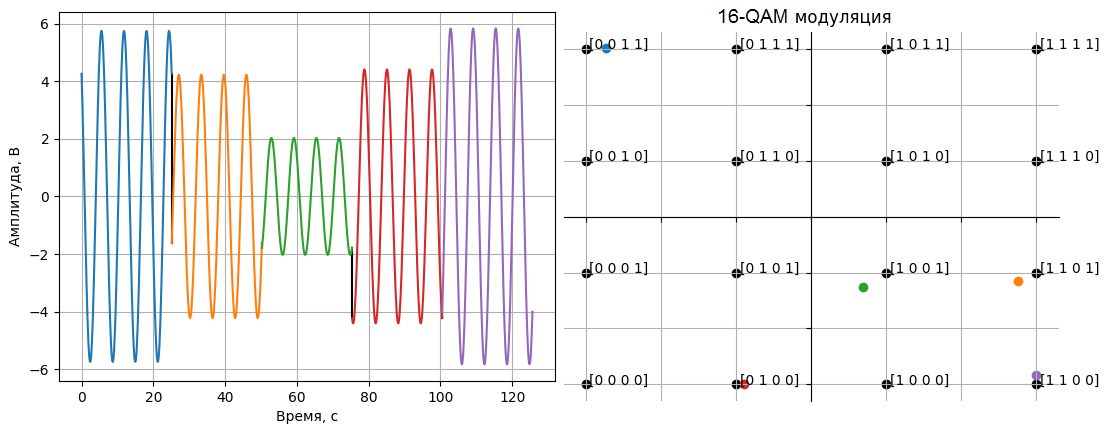 16-QAM модуляция
6
4
2
0
−2
−4
−6
Амплитуда, В
0 20 40 60 80 100 120
Время, с
[0 0 1 1] [0 1 1 1] [1 0 1 1] [1 1 1 1]
[0 0 1 0] [0 1 1 0] [1 0 1 0] [1 1 1 0]
[0 0 0 1] [0 1 0 1] [1 0 0 1] [1 1 0 1]
[0 0 0 0] [0 1 0 0] [1 0 0 0] [1 1 0 0]